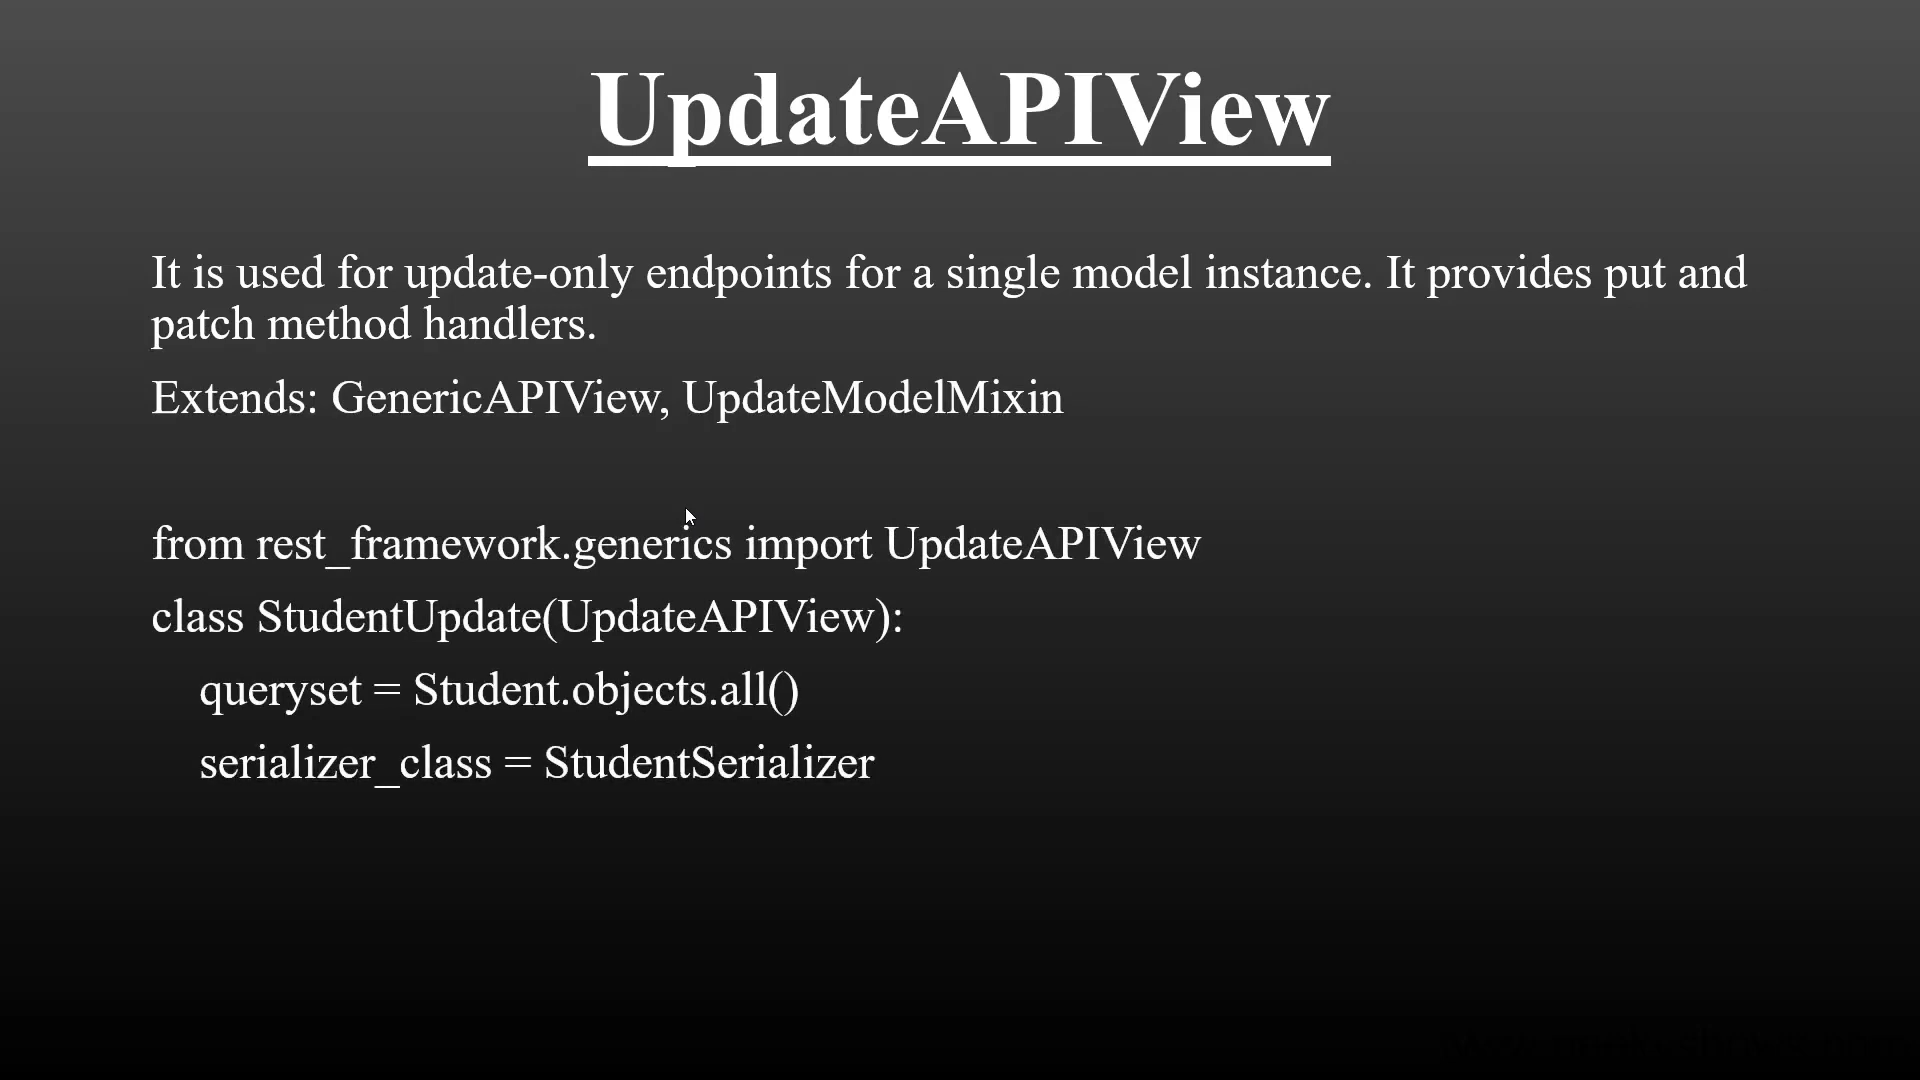 UpdateAPIView
It is used for update-only endpoints for a single model instance. It provides put and
patch method handlers.
Extends: GenericAPIView, UpdateModelMixin
from rest_framework.generics import UpdateAPIView
class StudentUpdate(UpdateAPIView):
queryset = Student.objects.all()
serializer_class = StudentSerializer